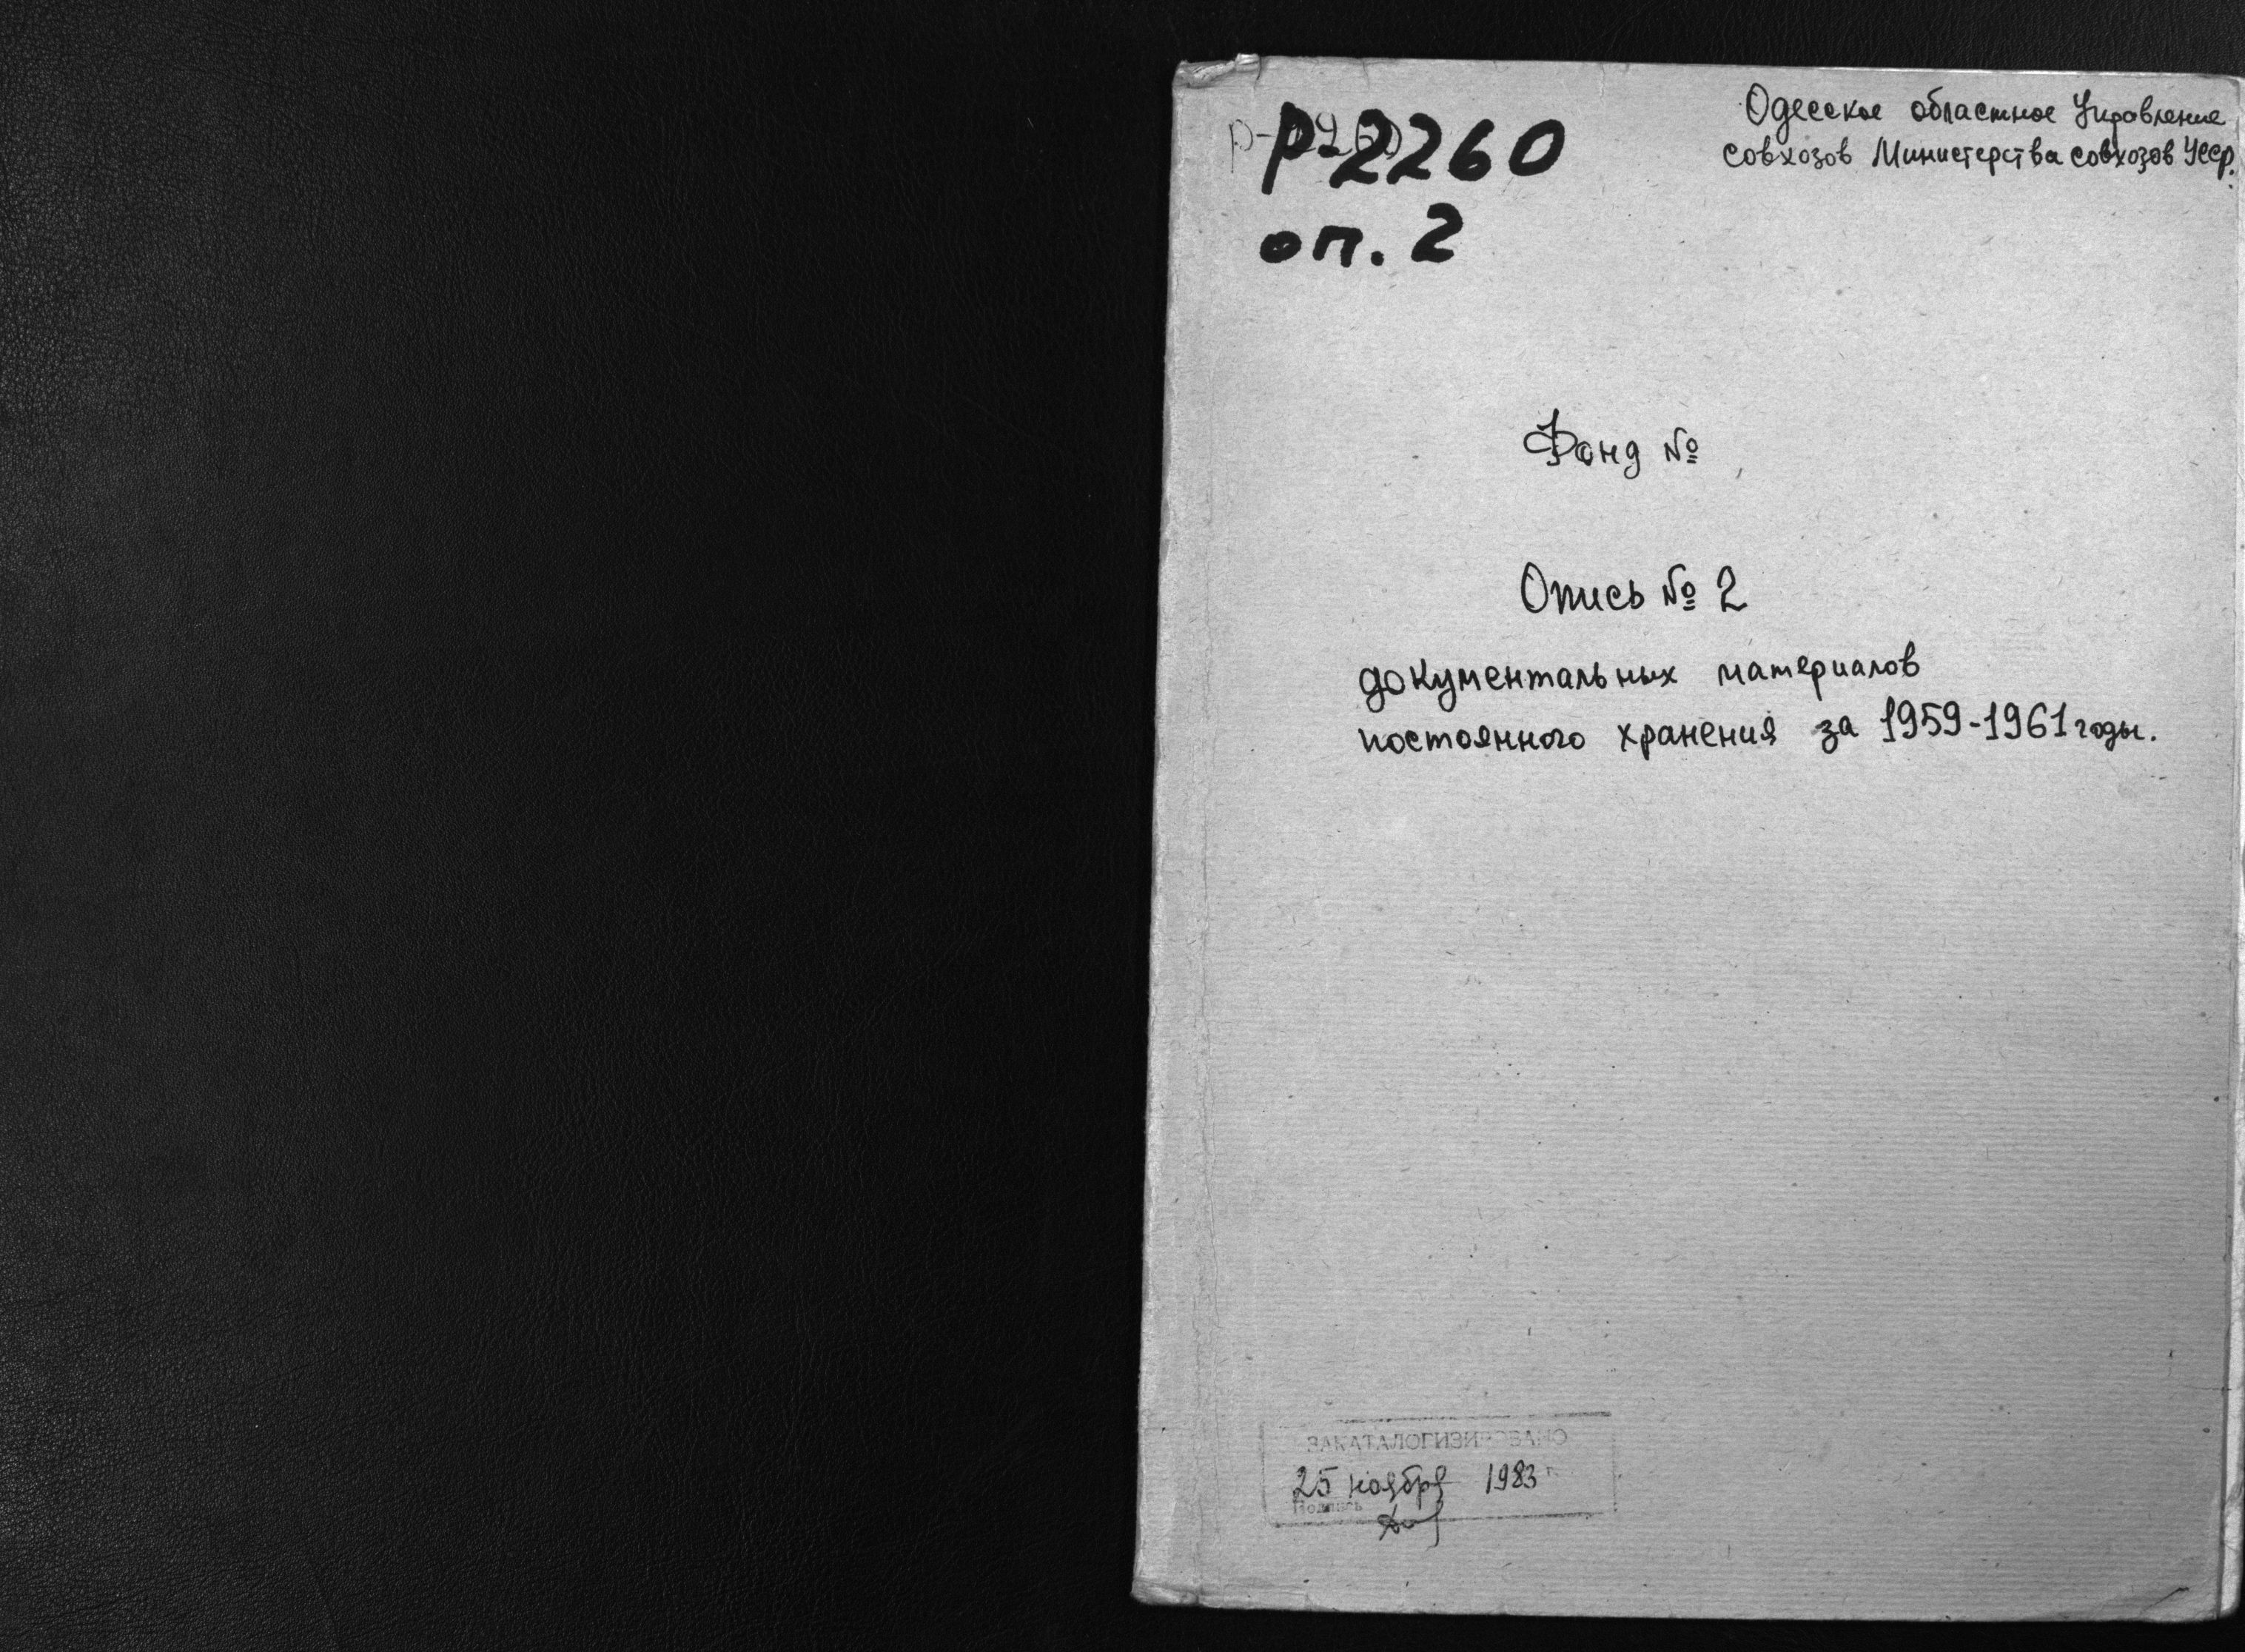 Р-2260
оп. 2
Одесское областное Управление
совхозов Министерства совхозов УССР.
Фонд №
Опись № 2
документальных материалов
постоянного хранения за 1959-1961 годы.
ЗАКАТАЛОГИЗИРОВАНО
25 ноября 1983 г.
Подпись